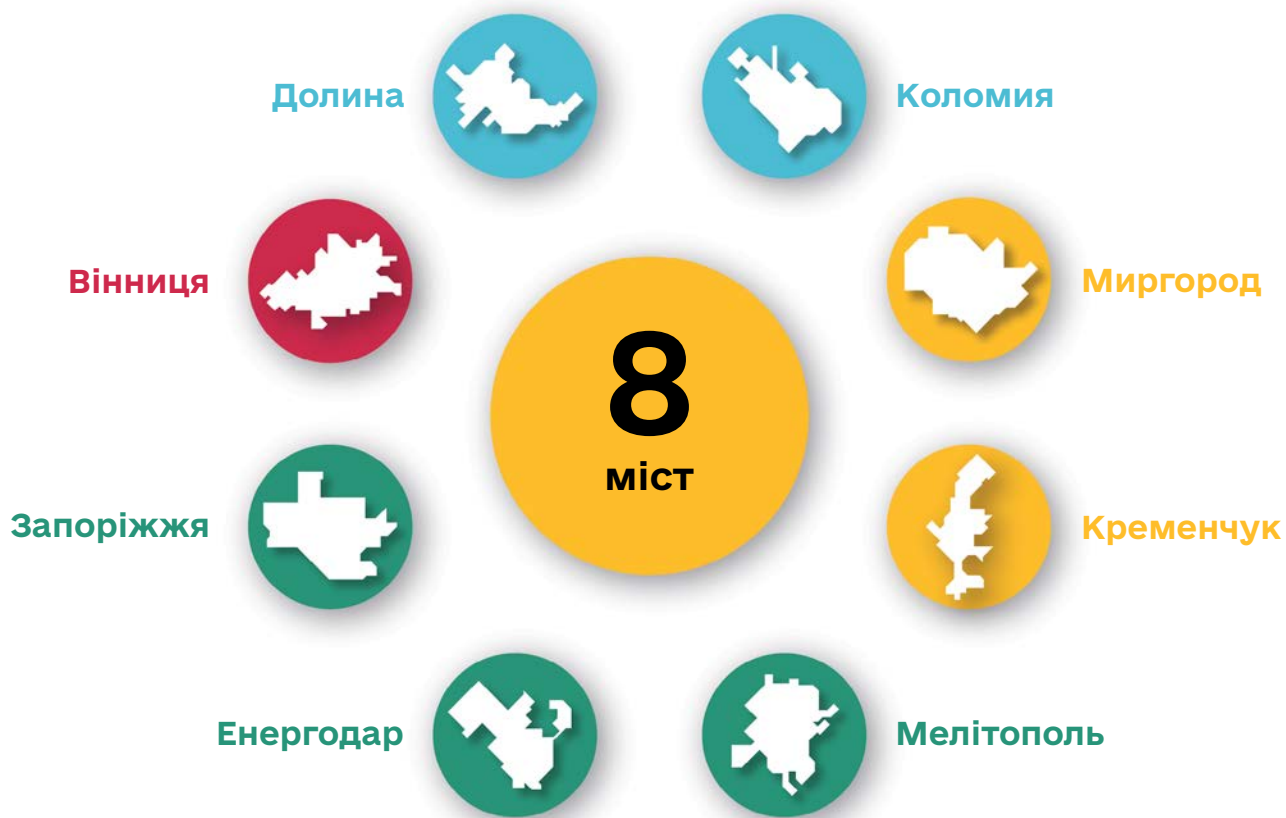 Долина
Коломия
Вінниця
Миргород
8
міст
Запоріжжя
Кременчук
Енергодар
Мелітополь